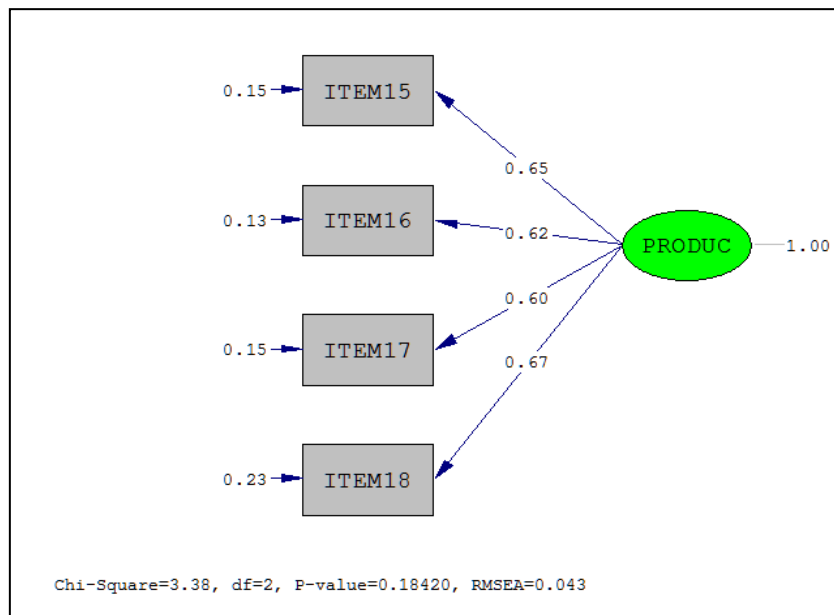 0.15
ITEM15
0.65
0.13
ITEM16
0.62
PRODUC
1.00
0.60
0.15
ITEM17
0.67
0.23
ITEM18
Chi-Square=3.38, df=2, P-value=0.18420, RMSEA=0.043